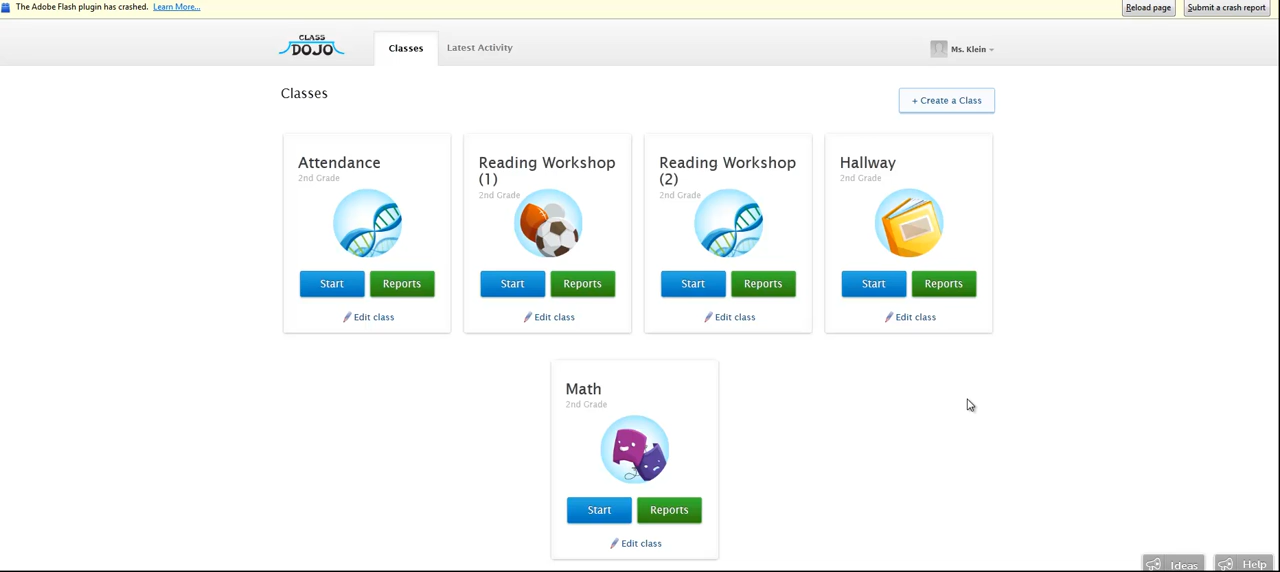 The Adobe Flash plugin has crashed. Learn More... Reload page Submit a crash report
CLASS
DOJO
Classes Latest Activity Ms. Klein
Classes
+ Create a Class
Attendance
2nd Grade
Start Reports
Edit class
Reading Workshop
(1)
2nd Grade
Start Reports
Edit class
Reading Workshop
(2)
2nd Grade
Start Reports
Edit class
Hallway
2nd Grade
Start Reports
Edit class
Math
2nd Grade
Start Reports
Edit class
Ideas Help